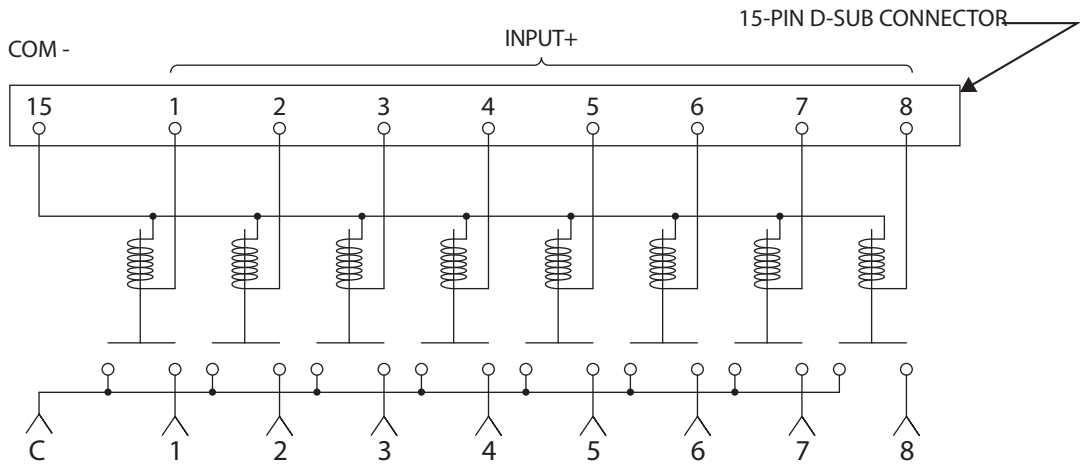 15-PIN D-SUB CONNECTOR
COM -
INPUT+
15 1 2 3 4 5 6 7 8
C 1 2 3 4 5 6 7 8